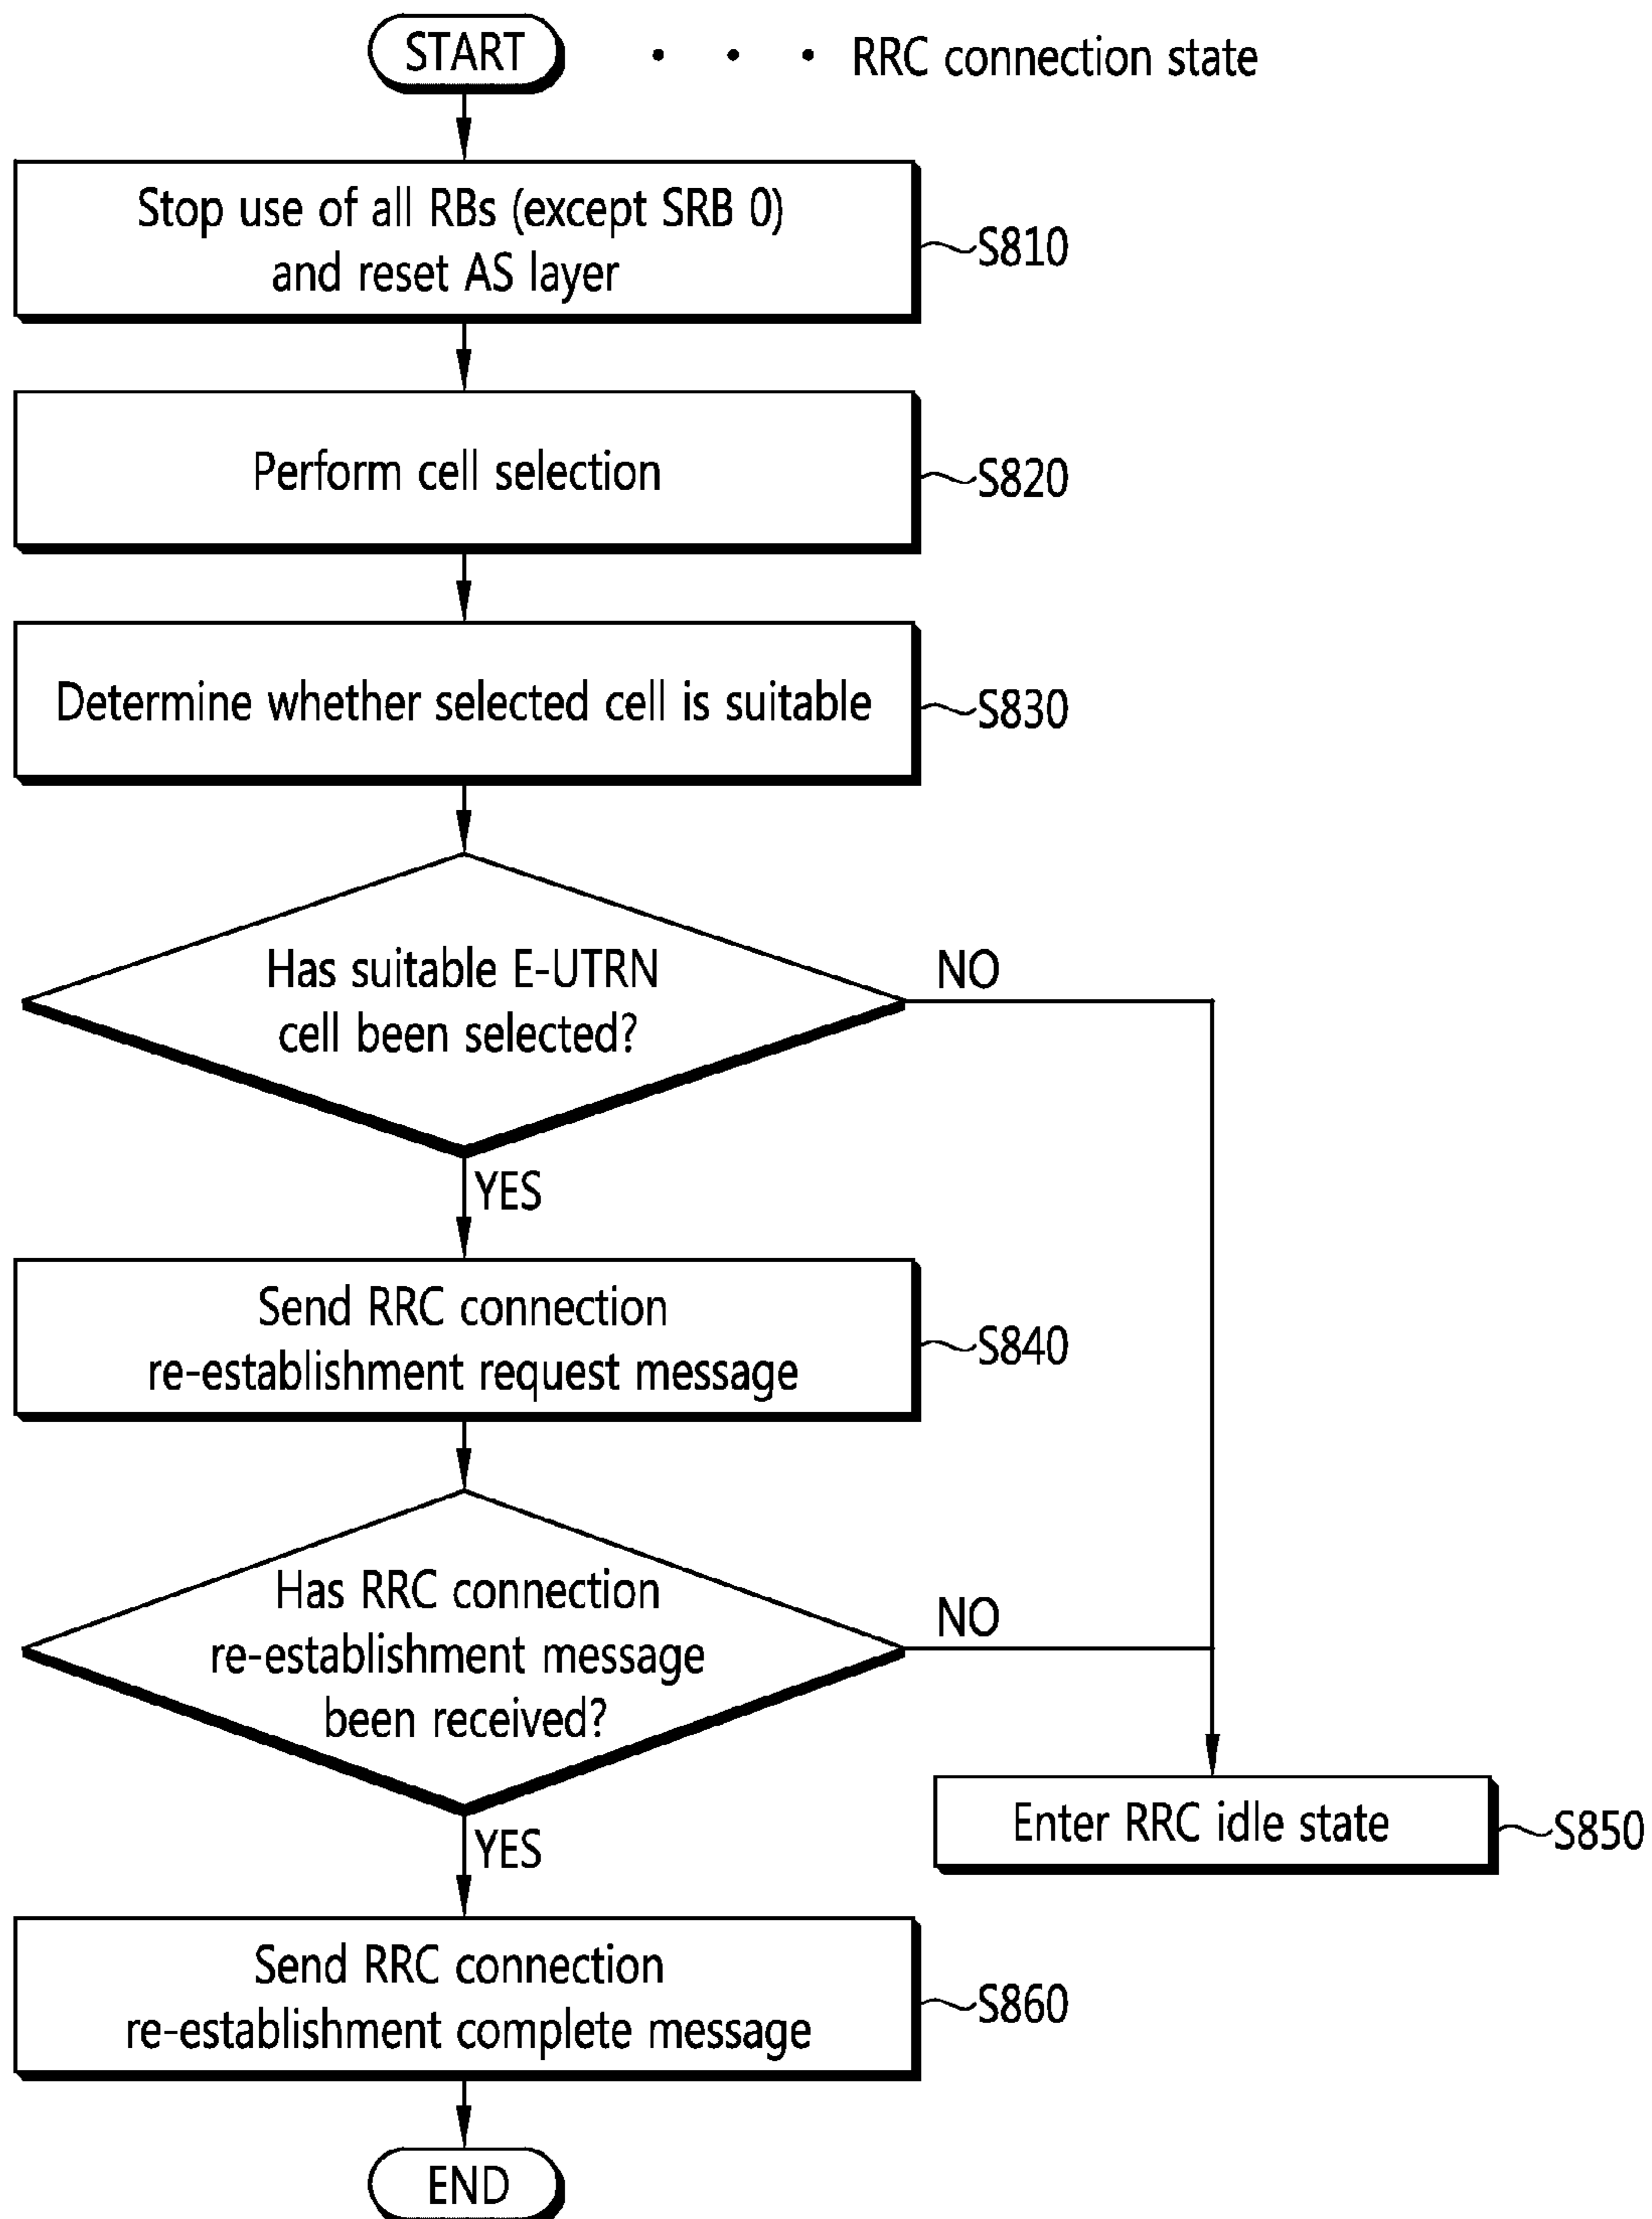 START
· · · RRC connection state
Stop use of all RBs (except SRB 0)
and reset AS layer
S810
Perform cell selection
S820
Determine whether selected cell is suitable
S830
Has suitable E-UTRN
cell been selected?
NO
YES
Send RRC connection
re-establishment request message
S840
Has RRC connection
re-establishment message
been received?
NO
YES
Enter RRC idle state
S850
Send RRC connection
re-establishment complete message
S860
END